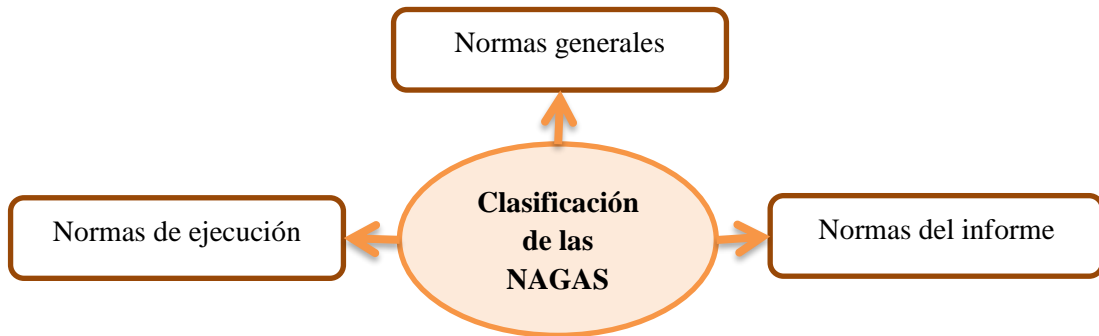 Normas generales
Normas de ejecución
Clasificación
de las
NAGAS
Normas del informe